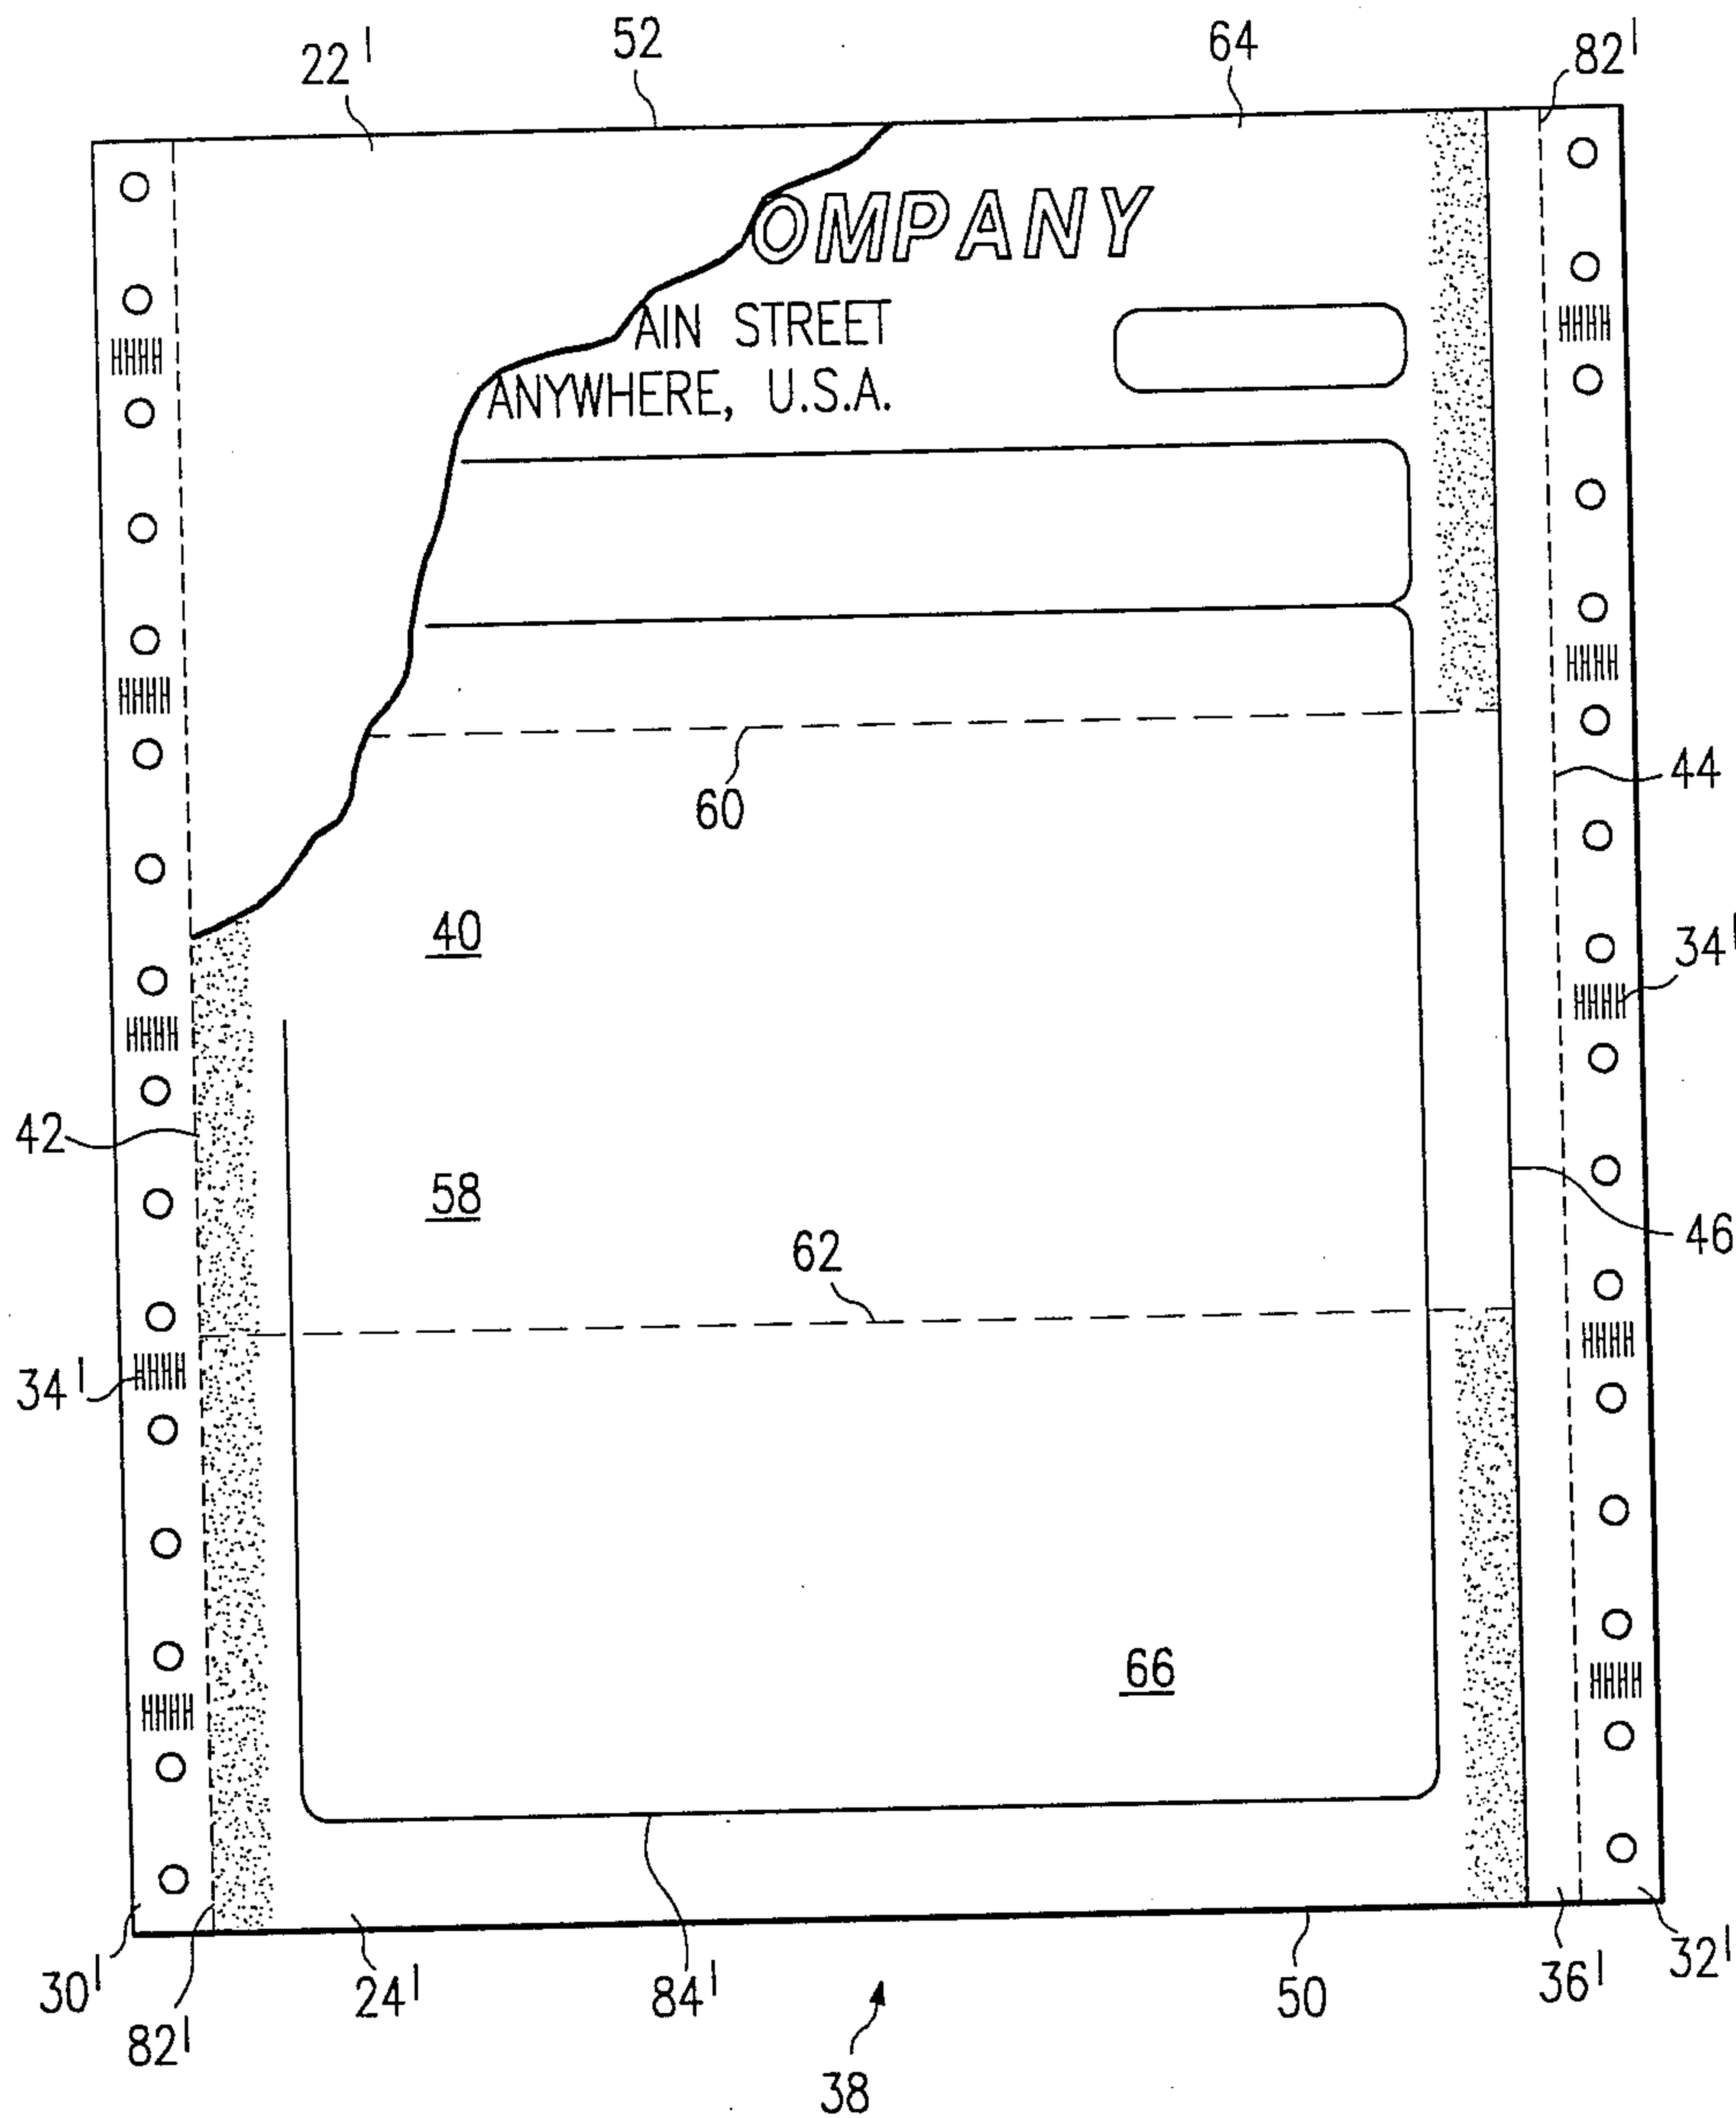 22' 52 64 82'
OMPANY
AIN STREET
ANYWHERE, U.S.A.
60
44
40
34'
42
58
62
46
34'
66
30' 24' 84' 50 36' 32'
82'
38